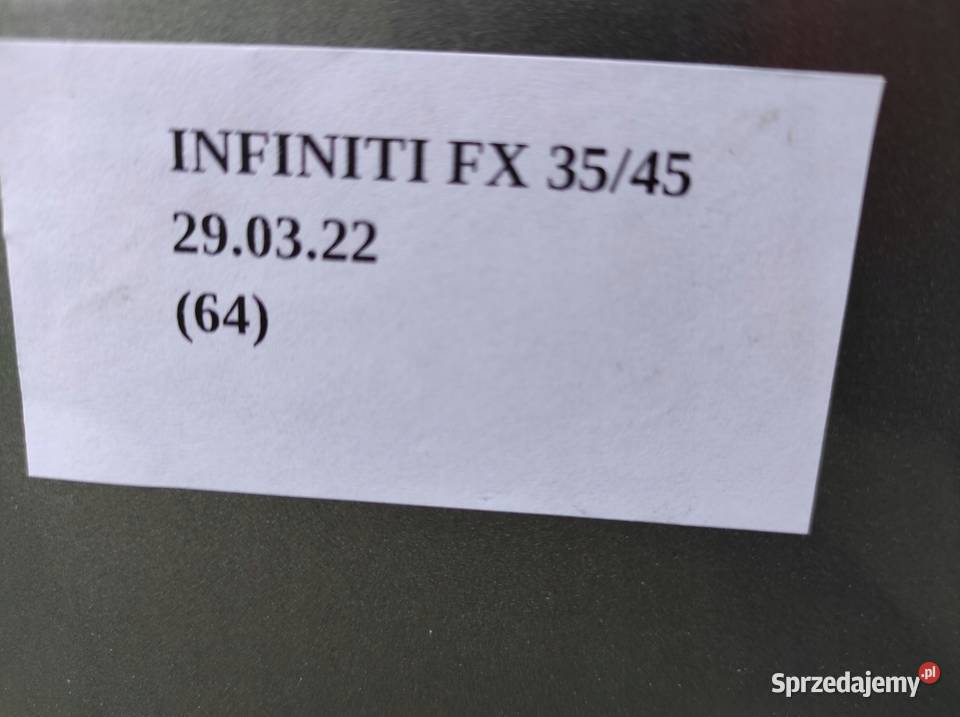 INFINITI FX 35/45
29.03.22
(64)
Sprzedajemy.pl